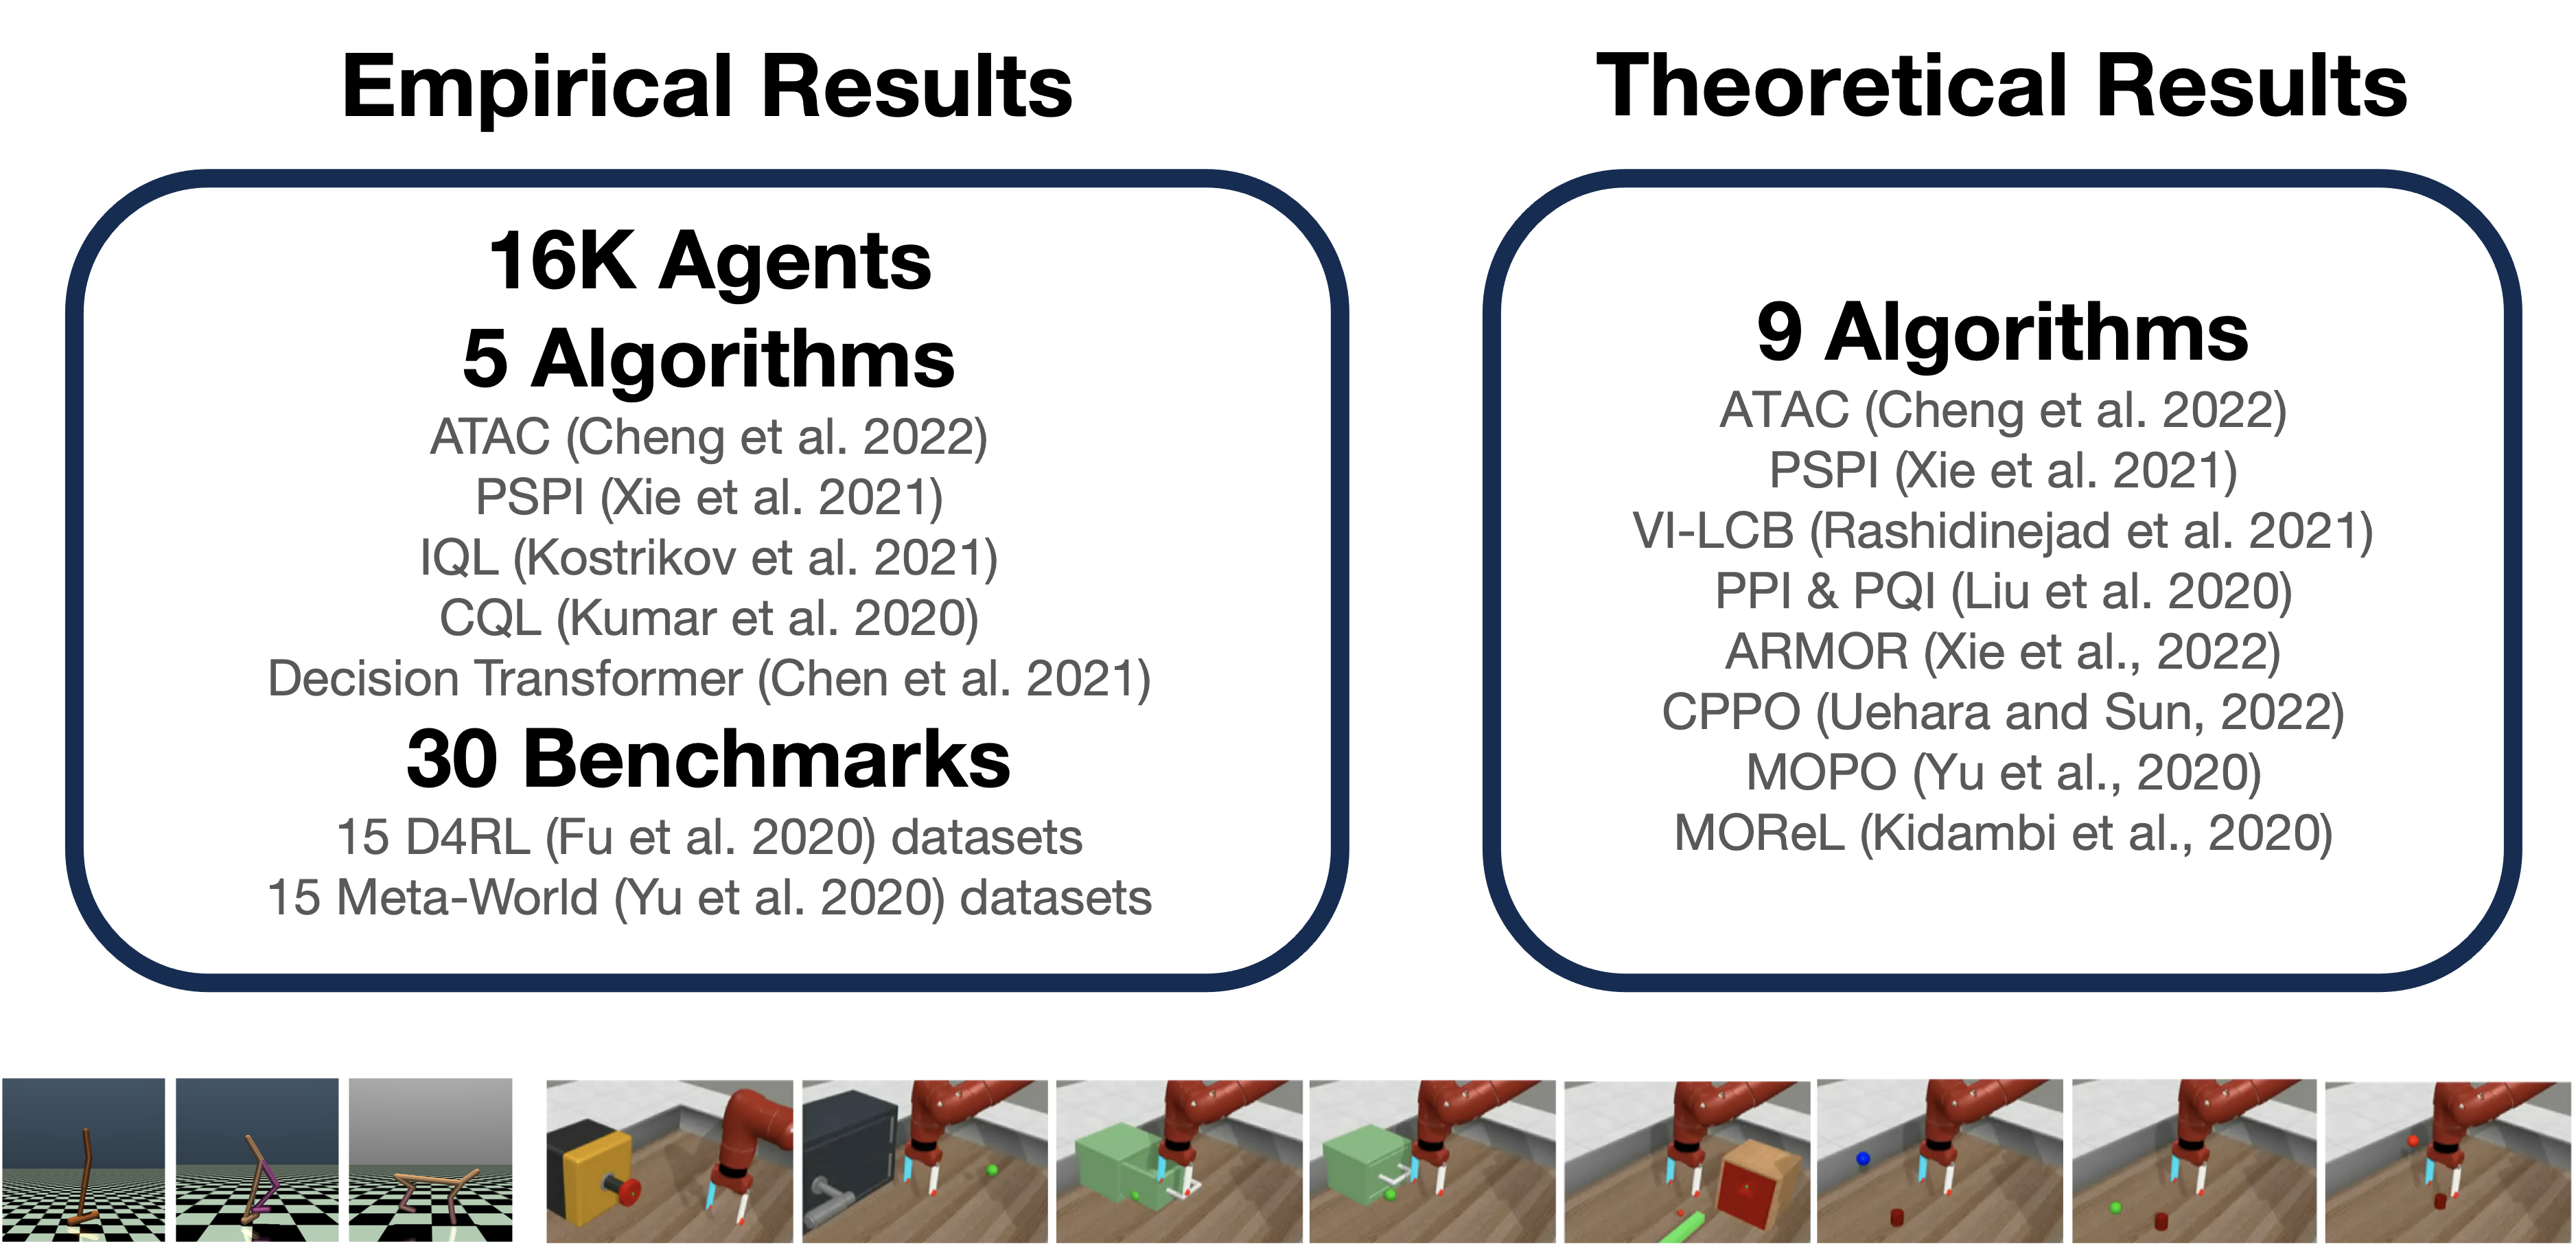 Empirical Results
16K Agents
5 Algorithms
ATAC (Cheng et al. 2022)
PSPI (Xie et al. 2021)
IQL (Kostrikov et al. 2021)
CQL (Kumar et al. 2020)
Decision Transformer (Chen et al. 2021)
30 Benchmarks
15 D4RL (Fu et al. 2020) datasets
15 Meta-World (Yu et al. 2020) datasets
Theoretical Results
9 Algorithms
ATAC (Cheng et al. 2022)
PSPI (Xie et al. 2021)
VI-LCB (Rashidinejad et al. 2021)
PPI & PQI (Liu et al. 2020)
ARMOR (Xie et al., 2022)
CPPO (Uehara and Sun, 2022)
MOPO (Yu et al., 2020)
MOReL (Kidambi et al., 2020)